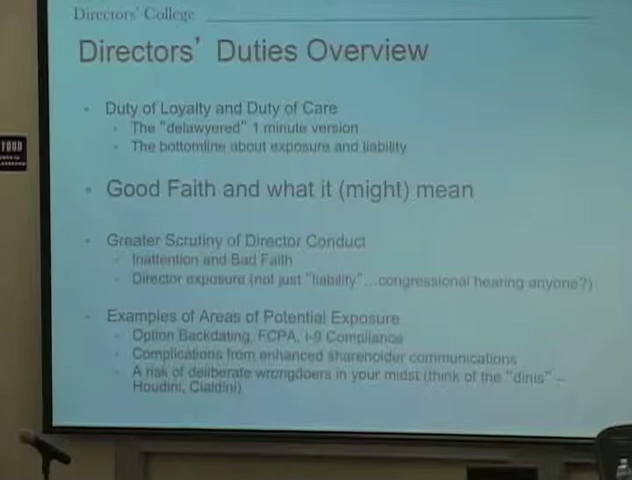 Directors' College
Directors' Duties Overview
- Duty of Loyalty and Duty of Care
- The "delawyered" 1 minute version
- The bottomline about exposure and liability
- Good Faith and what it (might) mean
- Greater Scrutiny of Director Conduct
- Inattention and Bad Faith
- Director exposure (not just "liability"...congressional hearing anyone?)
- Examples of Areas of Potential Exposure
- Option Backdating, FCPA, I-9 Compliance
- Complications from enhanced shareholder communications
- A risk of deliberate wrongdoers in your midst (think of the "dinis" –
Houdini, Cialdini)